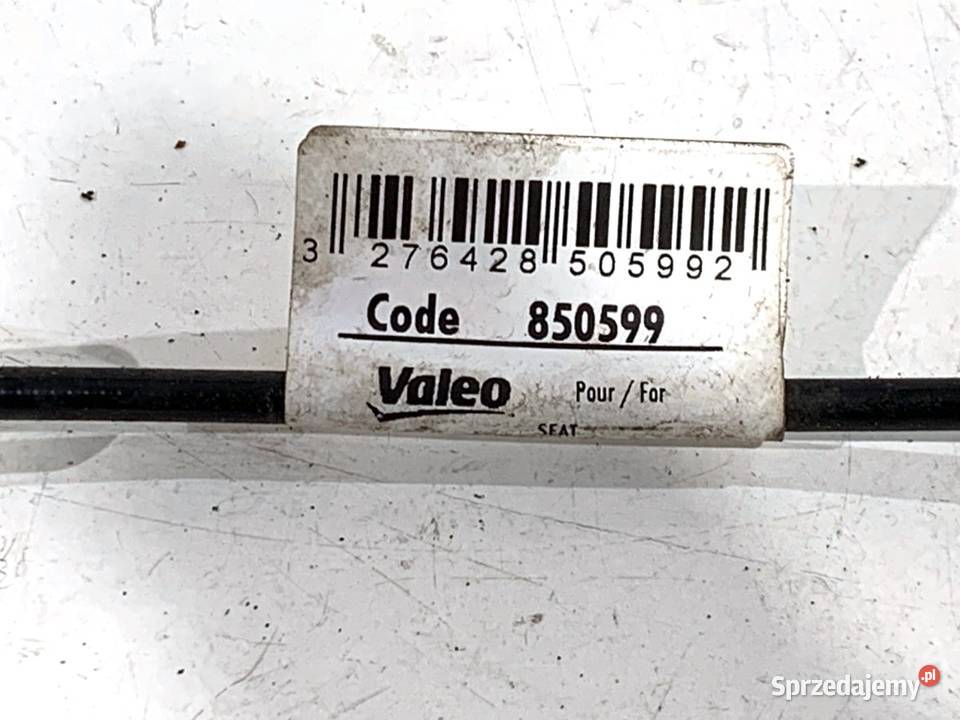 3 276428 505992
Code 850599
Valeo Pour / For
SEAT
Sprzedajemy.pl